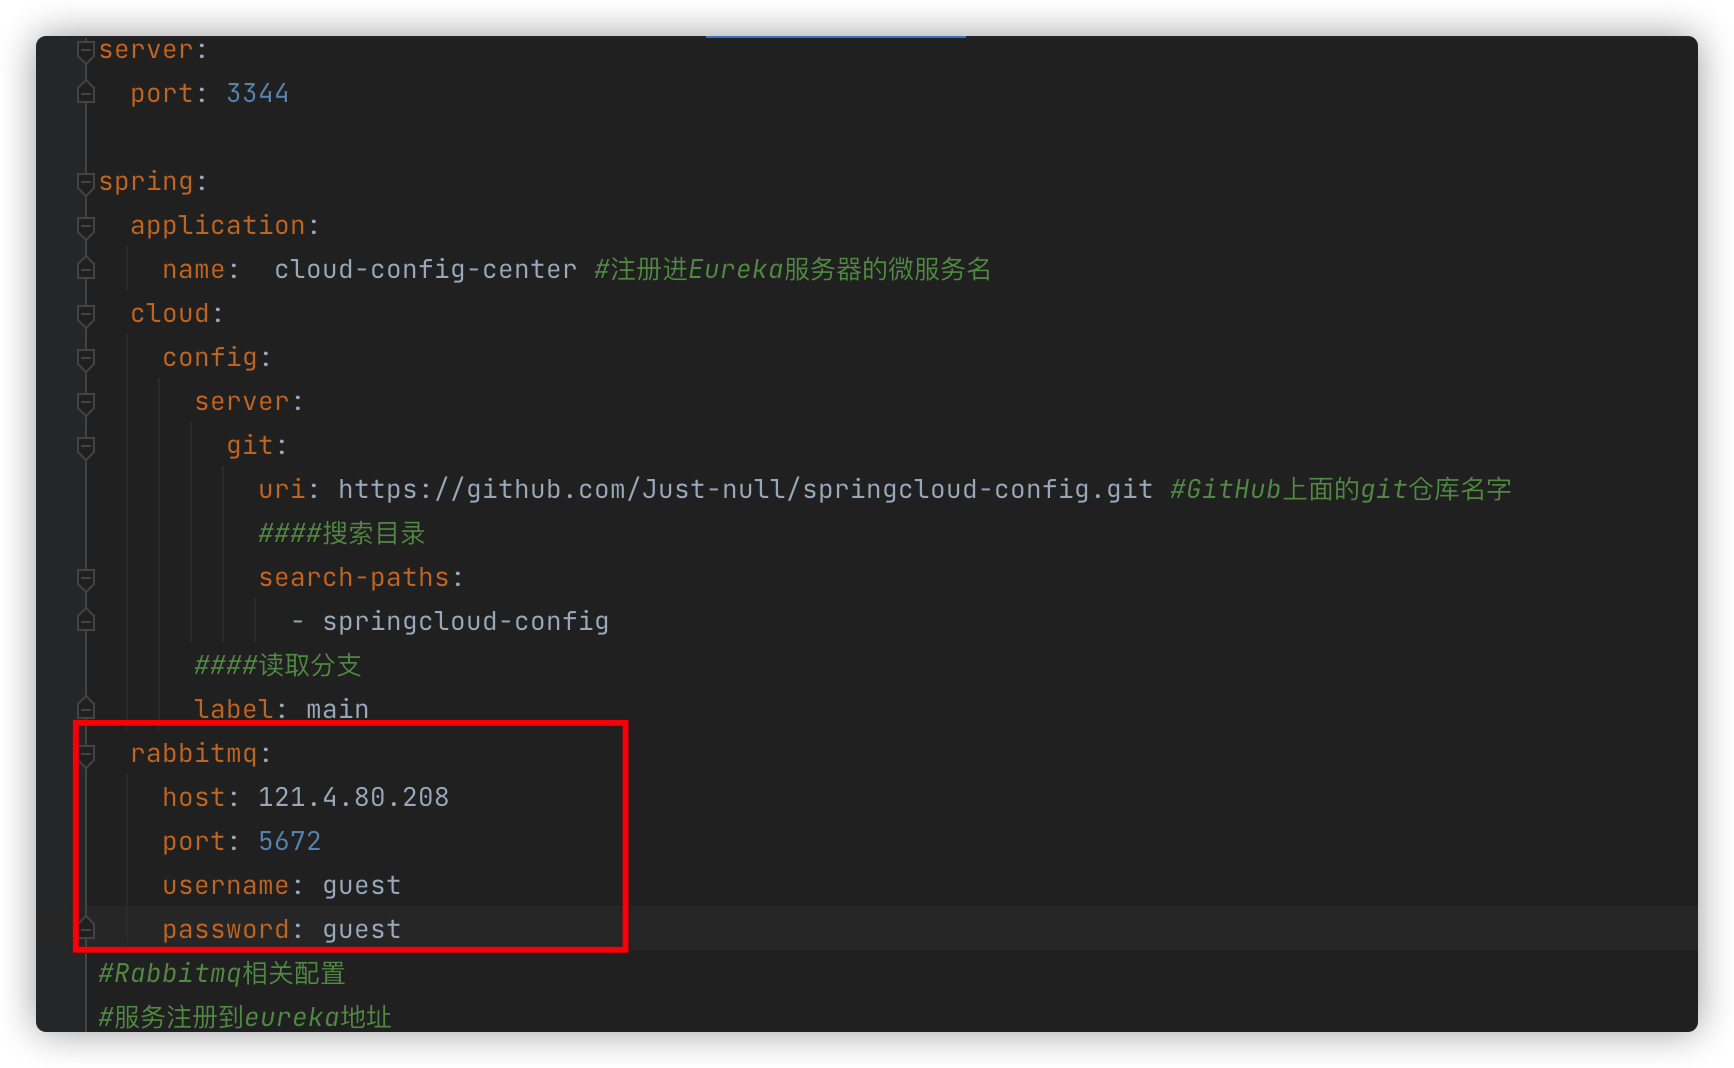 server:
port: 3344
spring:
application:
name:  cloud-config-center #注册进Eureka服务器的微服务名
cloud:
config:
server:
git:
uri: https://github.com/Just-null/springcloud-config.git #GitHub上面的git仓库名字
####搜索目录
search-paths:
- springcloud-config
####读取分支
label: main
rabbitmq:
host: 121.4.80.208
port: 5672
username: guest
password: guest
#Rabbitmq相关配置
#服务注册到eureka地址